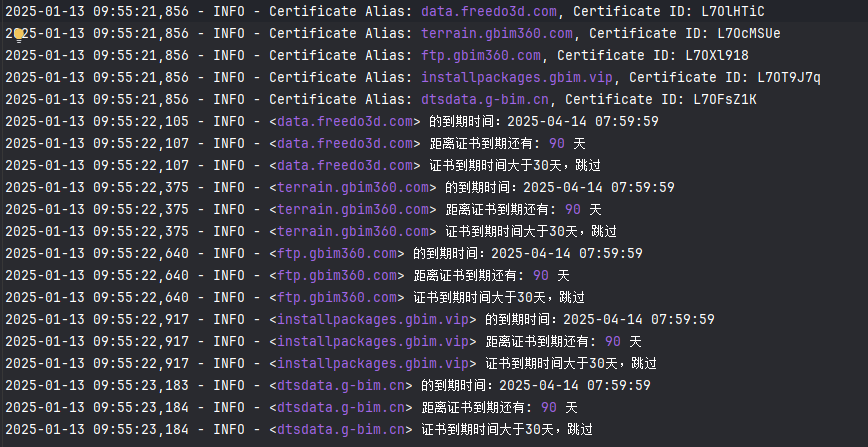 2025-01-13 09:55:21,856 - INFO - Certificate Alias: data.freedo3d.com, Certificate ID: L7OlHTiC
2025-01-13 09:55:21,856 - INFO - Certificate Alias: terrain.gbim360.com, Certificate ID: L7OcMSUe
2025-01-13 09:55:21,856 - INFO - Certificate Alias: ftp.gbim360.com, Certificate ID: L7OXl918
2025-01-13 09:55:21,856 - INFO - Certificate Alias: installpackages.gbim.vip, Certificate ID: L7OT9J7q
2025-01-13 09:55:21,856 - INFO - Certificate Alias: dtsdata.g-bim.cn, Certificate ID: L7OFsZ1K
2025-01-13 09:55:22,105 - INFO - <data.freedo3d.com> 的到期时间：2025-04-14 07:59:59
2025-01-13 09:55:22,107 - INFO - <data.freedo3d.com> 距离证书到期还有: 90 天
2025-01-13 09:55:22,107 - INFO - <data.freedo3d.com> 证书到期时间大于30天，跳过
2025-01-13 09:55:22,375 - INFO - <terrain.gbim360.com> 的到期时间：2025-04-14 07:59:59
2025-01-13 09:55:22,375 - INFO - <terrain.gbim360.com> 距离证书到期还有: 90 天
2025-01-13 09:55:22,375 - INFO - <terrain.gbim360.com> 证书到期时间大于30天，跳过
2025-01-13 09:55:22,640 - INFO - <ftp.gbim360.com> 的到期时间：2025-04-14 07:59:59
2025-01-13 09:55:22,640 - INFO - <ftp.gbim360.com> 距离证书到期还有: 90 天
2025-01-13 09:55:22,640 - INFO - <ftp.gbim360.com> 证书到期时间大于30天，跳过
2025-01-13 09:55:22,917 - INFO - <installpackages.gbim.vip> 的到期时间：2025-04-14 07:59:59
2025-01-13 09:55:22,917 - INFO - <installpackages.gbim.vip> 距离证书到期还有: 90 天
2025-01-13 09:55:22,917 - INFO - <installpackages.gbim.vip> 证书到期时间大于30天，跳过
2025-01-13 09:55:23,183 - INFO - <dtsdata.g-bim.cn> 的到期时间：2025-04-14 07:59:59
2025-01-13 09:55:23,184 - INFO - <dtsdata.g-bim.cn> 距离证书到期还有: 90 天
2025-01-13 09:55:23,184 - INFO - <dtsdata.g-bim.cn> 证书到期时间大于30天，跳过